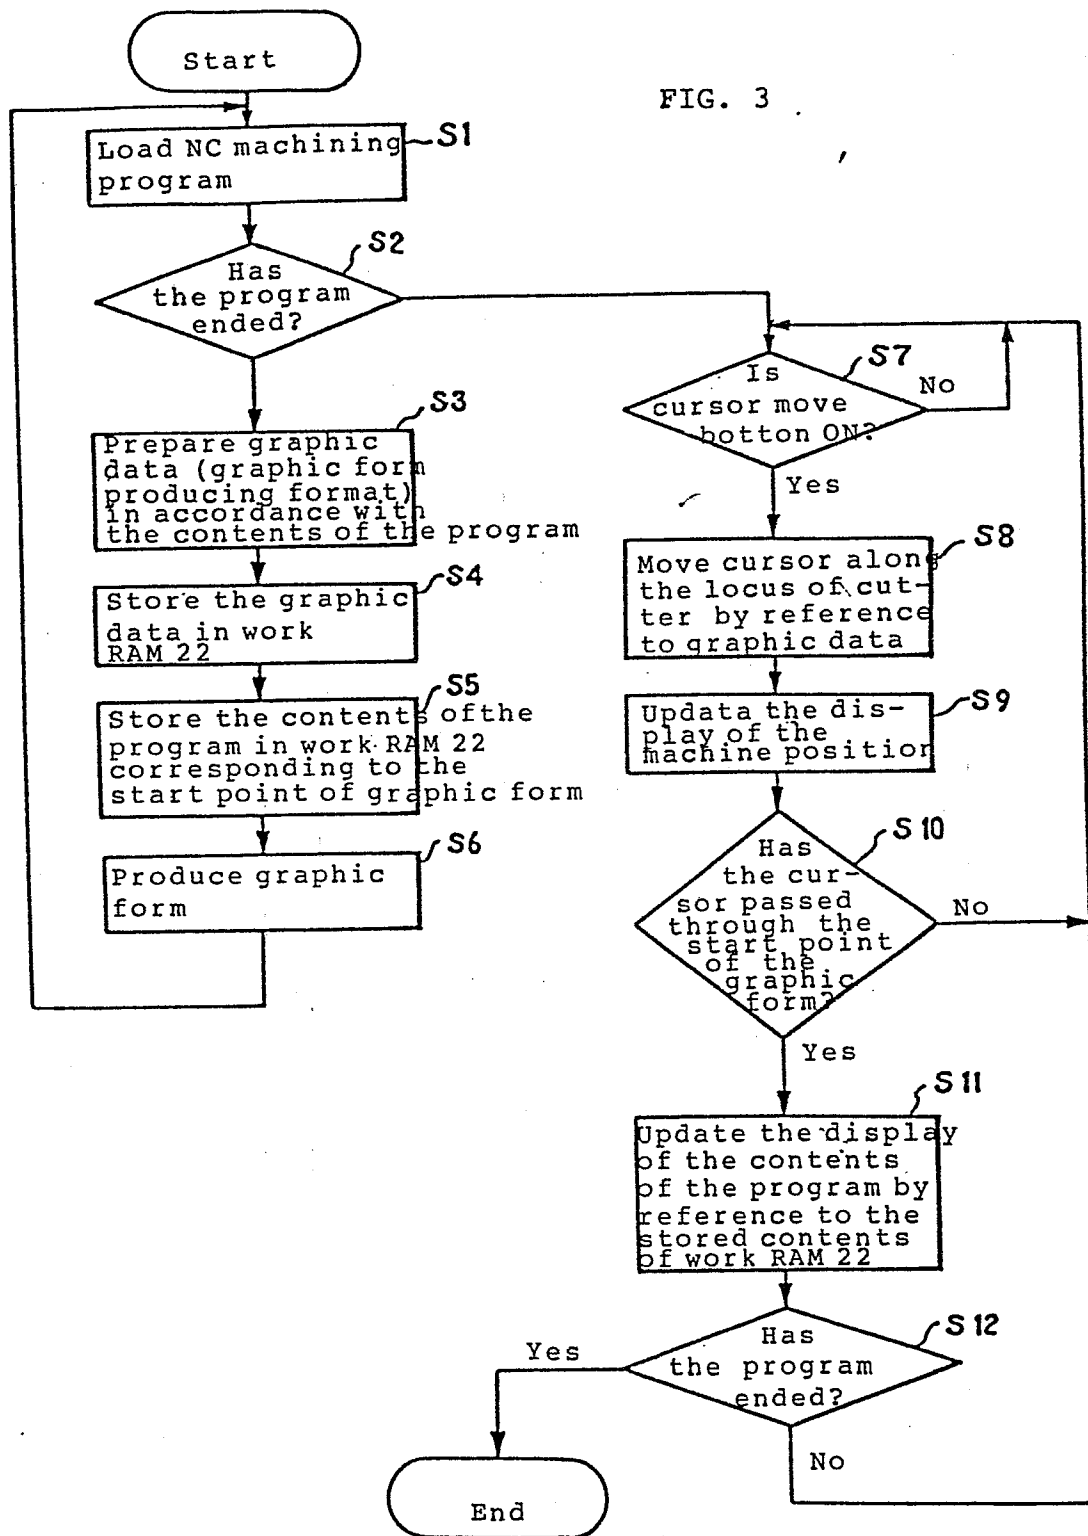 Start
FIG. 3
S1
Load NC machining
program
S2
Has
the program
ended?
S3
Prepare graphic
data (graphic form
producing format)
in accordance with
the contents of the program
S4
Store the graphic
data in work
RAM 22
S5
Store the contents of the
program in work RAM 22
corresponding to the
start point of graphic form
S6
Produce graphic
form
S7
Is
cursor move
botton ON?
No
Yes
S8
Move cursor along
the locus of cut-
ter by reference
to graphic data
S9
Updata the dis-
play of the
machine position
S10
Has
the cur-
sor passed
through the
start point
of the
graphic
form?
No
Yes
S11
Update the display
of the contents
of the program by
reference to the
stored contents
of work RAM 22
S12
Has
the program
ended?
Yes
No
End